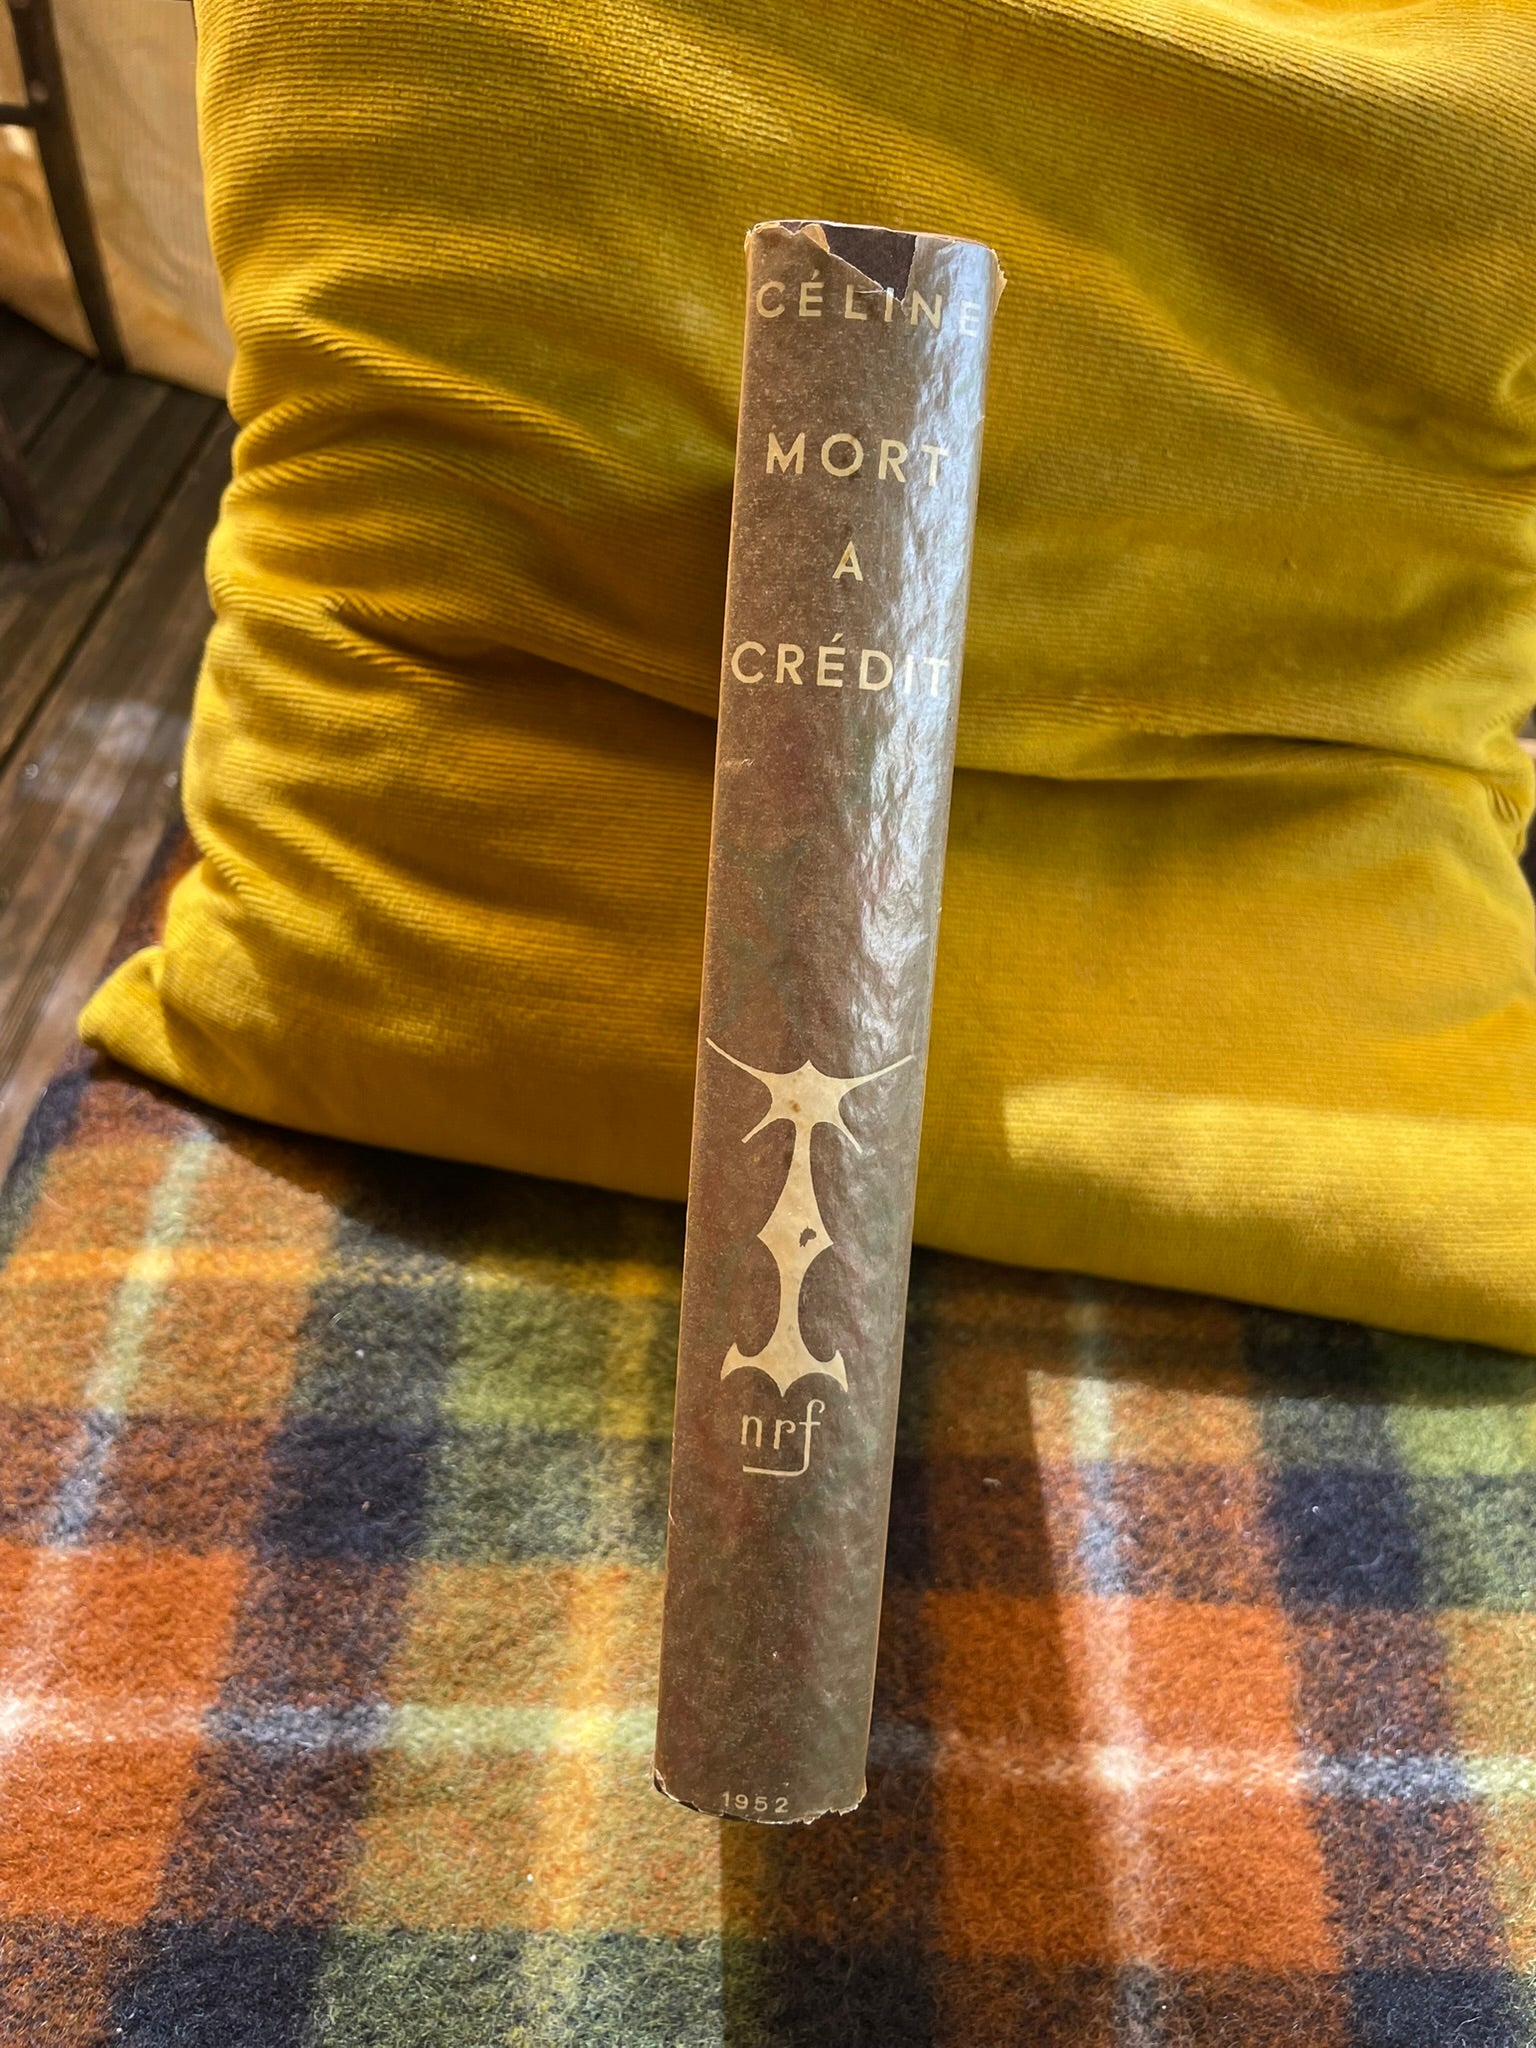 CÉLINE
MORT
A
CRÉDIT
nrf
1952